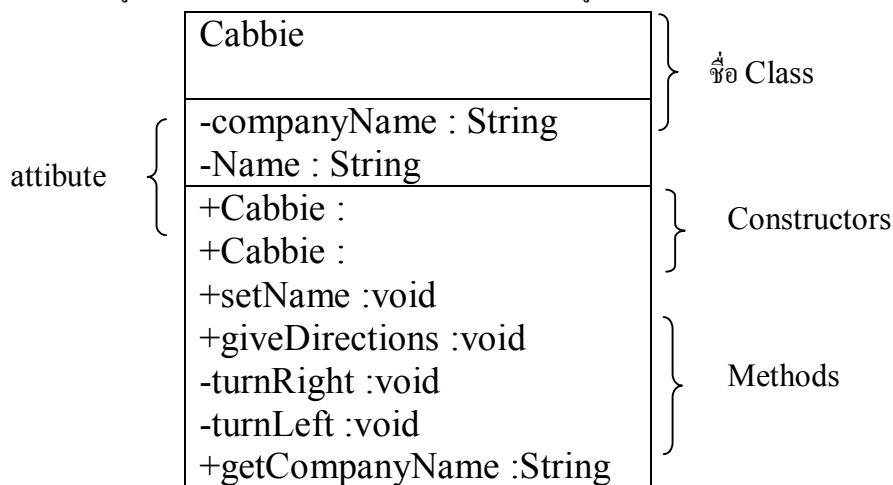 Cabbie
ชื่อ Class
-companyName : String
-Name : String
attibute
+Cabbie :
+Cabbie :
Constructors
+setName :void
+giveDirections :void
-turnRight :void
-turnLeft :void
+getCompanyName :String
Methods